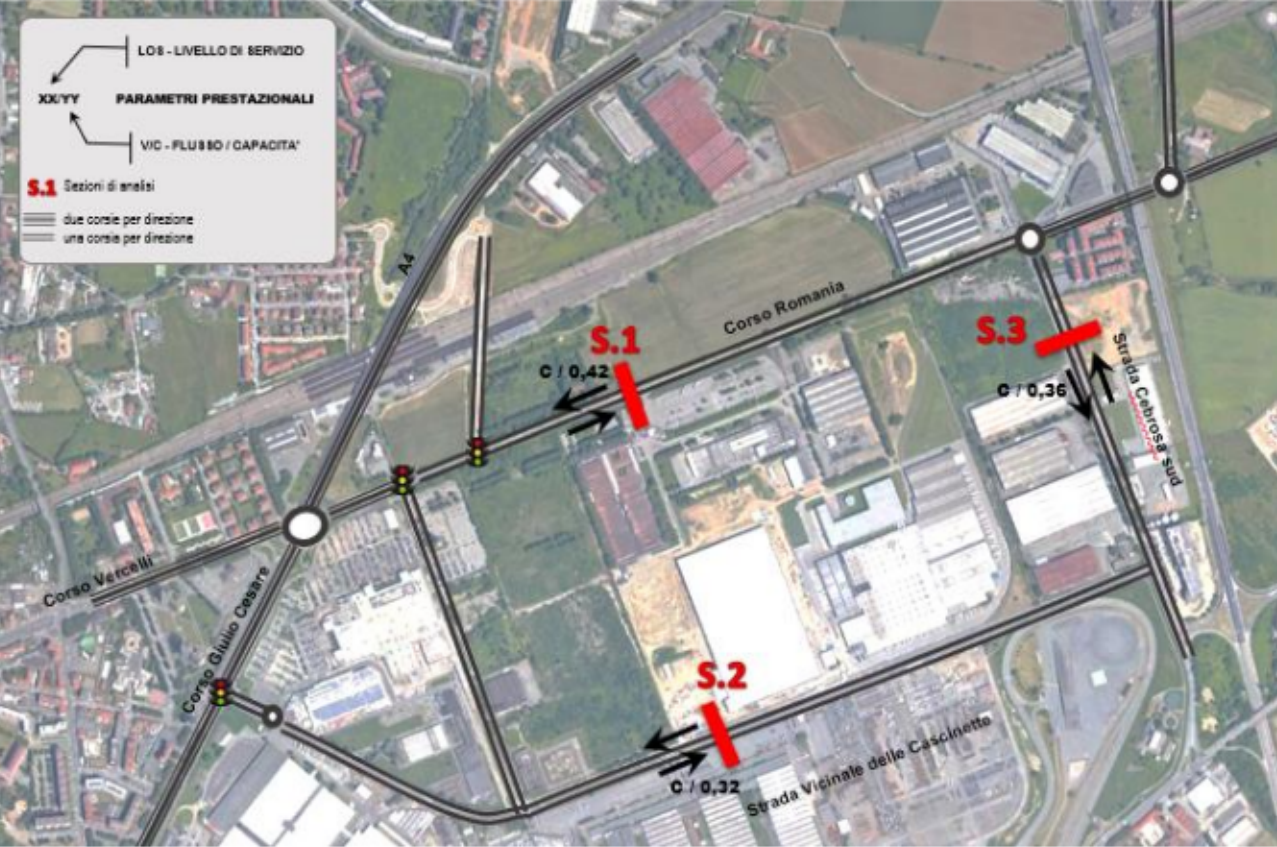 LOS - LIVELLO DI SERVIZIO
XX/YY PARAMETRI PRESTAZIONALI
V/C - FLUSSO / CAPACITA'
S.1 Sezioni di analisi
due corsie per direzione
una corsia per direzione
A4
Corso Romania
S.1
C / 0,42
S.3
C / 0,36
Strada Cebrosa sud
Corso Vercelli
Corso Giulio Cesare
S.2
C / 0,32
Strada Vicinale delle Cascinette